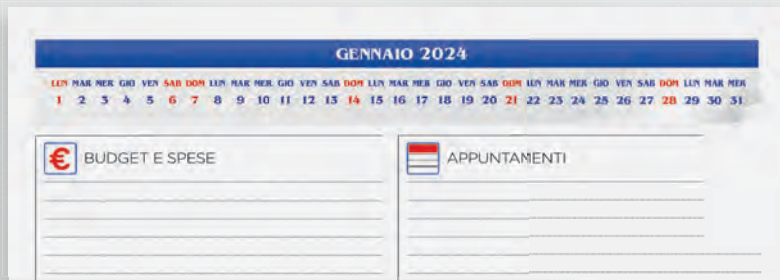 GENNAIO 2024
LUN MAR MER GIO VEN SAB DOM LUN MAR MER GIO VEN SAB DOM LUN MAR MER GIO VEN SAB DOM LUN MAR MER GIO VEN SAB DOM LUN MAR MER
1 2 3 4 5 6 7 8 9 10 11 12 13 14 15 16 17 18 19 20 21 22 23 24 25 26 27 28 29 30 31
BUDGET E SPESE
APPUNTAMENTI